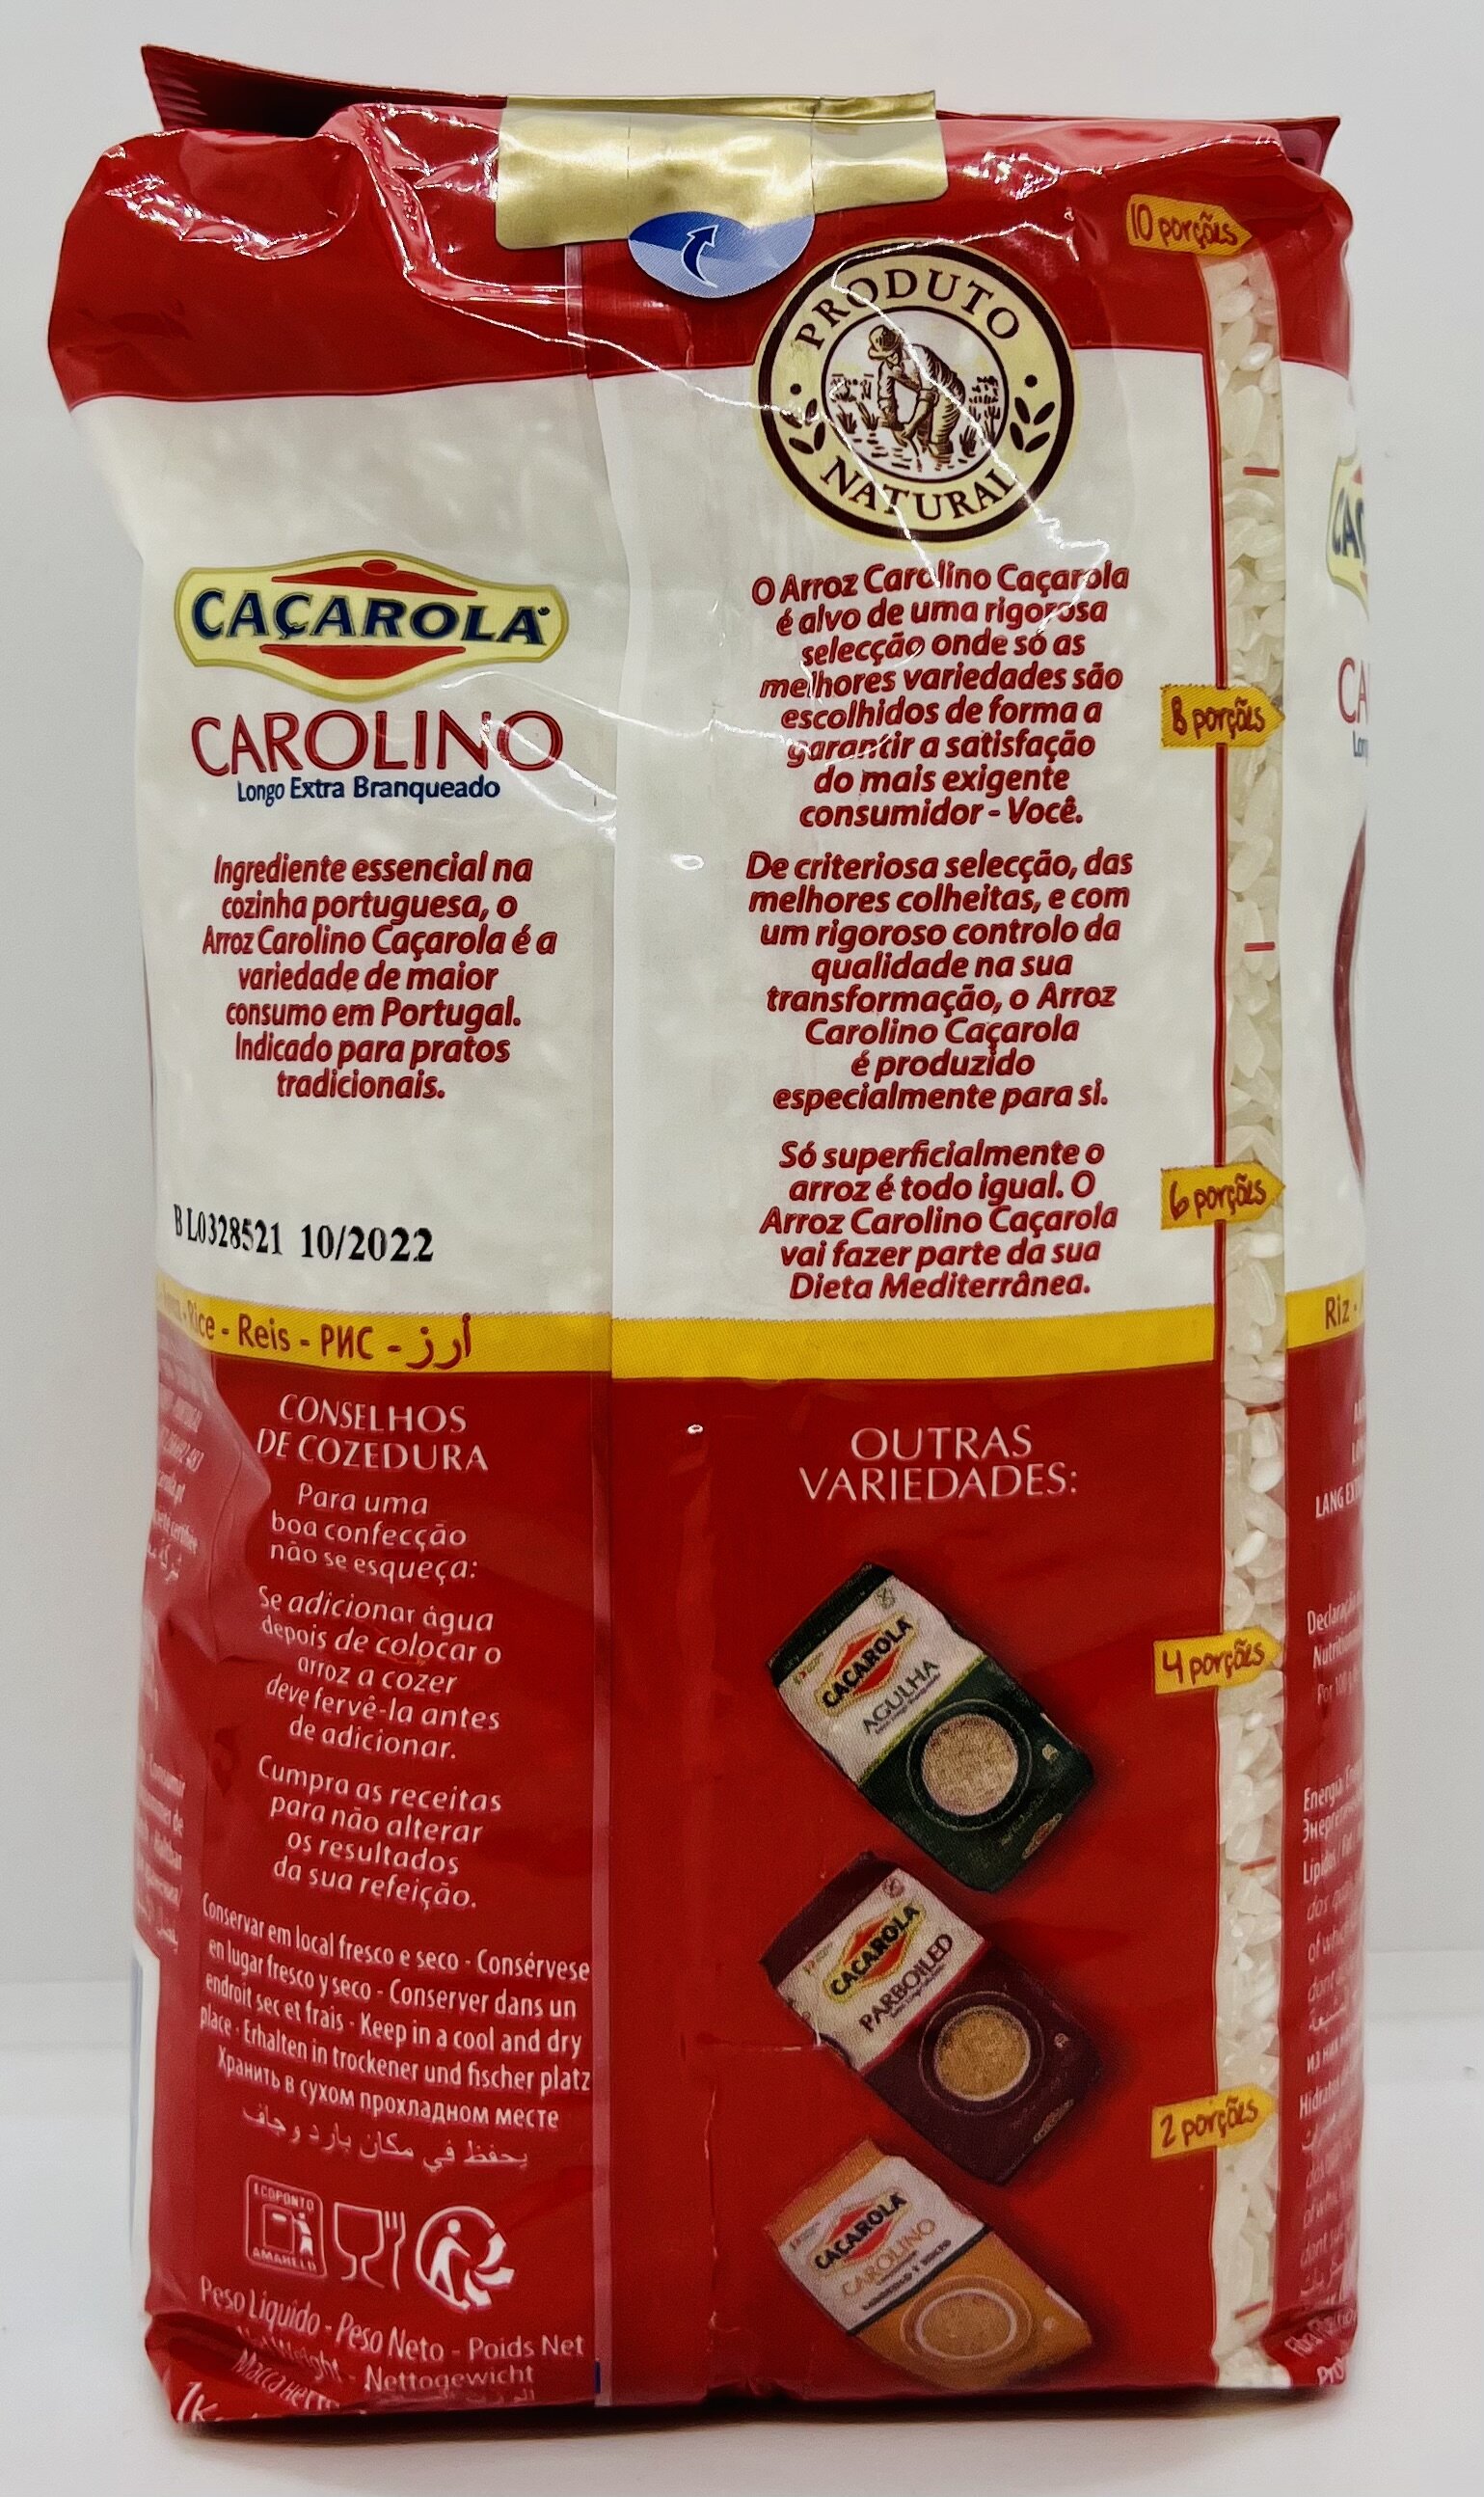 10 porções
PRODUTO
NATURAL
CAÇAROLA
CAROLINO
Longo Extra Branqueado
Ingrediente essencial na
cozinha portuguesa, o
Arroz Carolino Caçarola é a
variedade de maior
consumo em Portugal.
Indicado para pratos
tradicionais.
B L0328521 10/2022
Rice - Reis - РИС - أرز
CONSELHOS
DE COZEDURA
Para uma
boa confecção
não se esqueça:
Se adicionar água
depois de colocar o
arroz a cozer
deve fervê-la antes
de adicionar.
Cumpra as receitas
para não alterar
os resultados
da sua refeição.
Conservar em local fresco e seco - Consérvese
en lugar fresco y seco - Conserver dans un
endroit sec et frais - Keep in a cool and dry
place - Erhalten in trockener und fischer platz
Хранить в сухом прохладном месте
يحفظ في مكان بارد و جاف
ECOPONTO
AMARELO
Peso Liquído - Peso Neto - Poids Net
Net Weight - Nettogewicht
Масса нетто
O Arroz Carolino Caçarola
é alvo de uma rigorosa
selecção onde só as
melhores variedades são
escolhidos de forma a
garantir a satisfação
do mais exigente
consumidor - Você.
De criteriosa selecção, das
melhores colheitas, e com
um rigoroso controlo da
qualidade na sua
transformação, o Arroz
Carolino Caçarola
é produzido
especialmente para si.
Só superficialmente o
arroz é todo igual. O
Arroz Carolino Caçarola
vai fazer parte da sua
Dieta Mediterrânea.
OUTRAS
VARIEDADES:
CAÇAROLA
AGULHA
CAÇAROLA
PARBOILED
CAÇAROLA
CAROLINO
8 porções
6 porções
4 porções
2 porções
Riz -
LANG